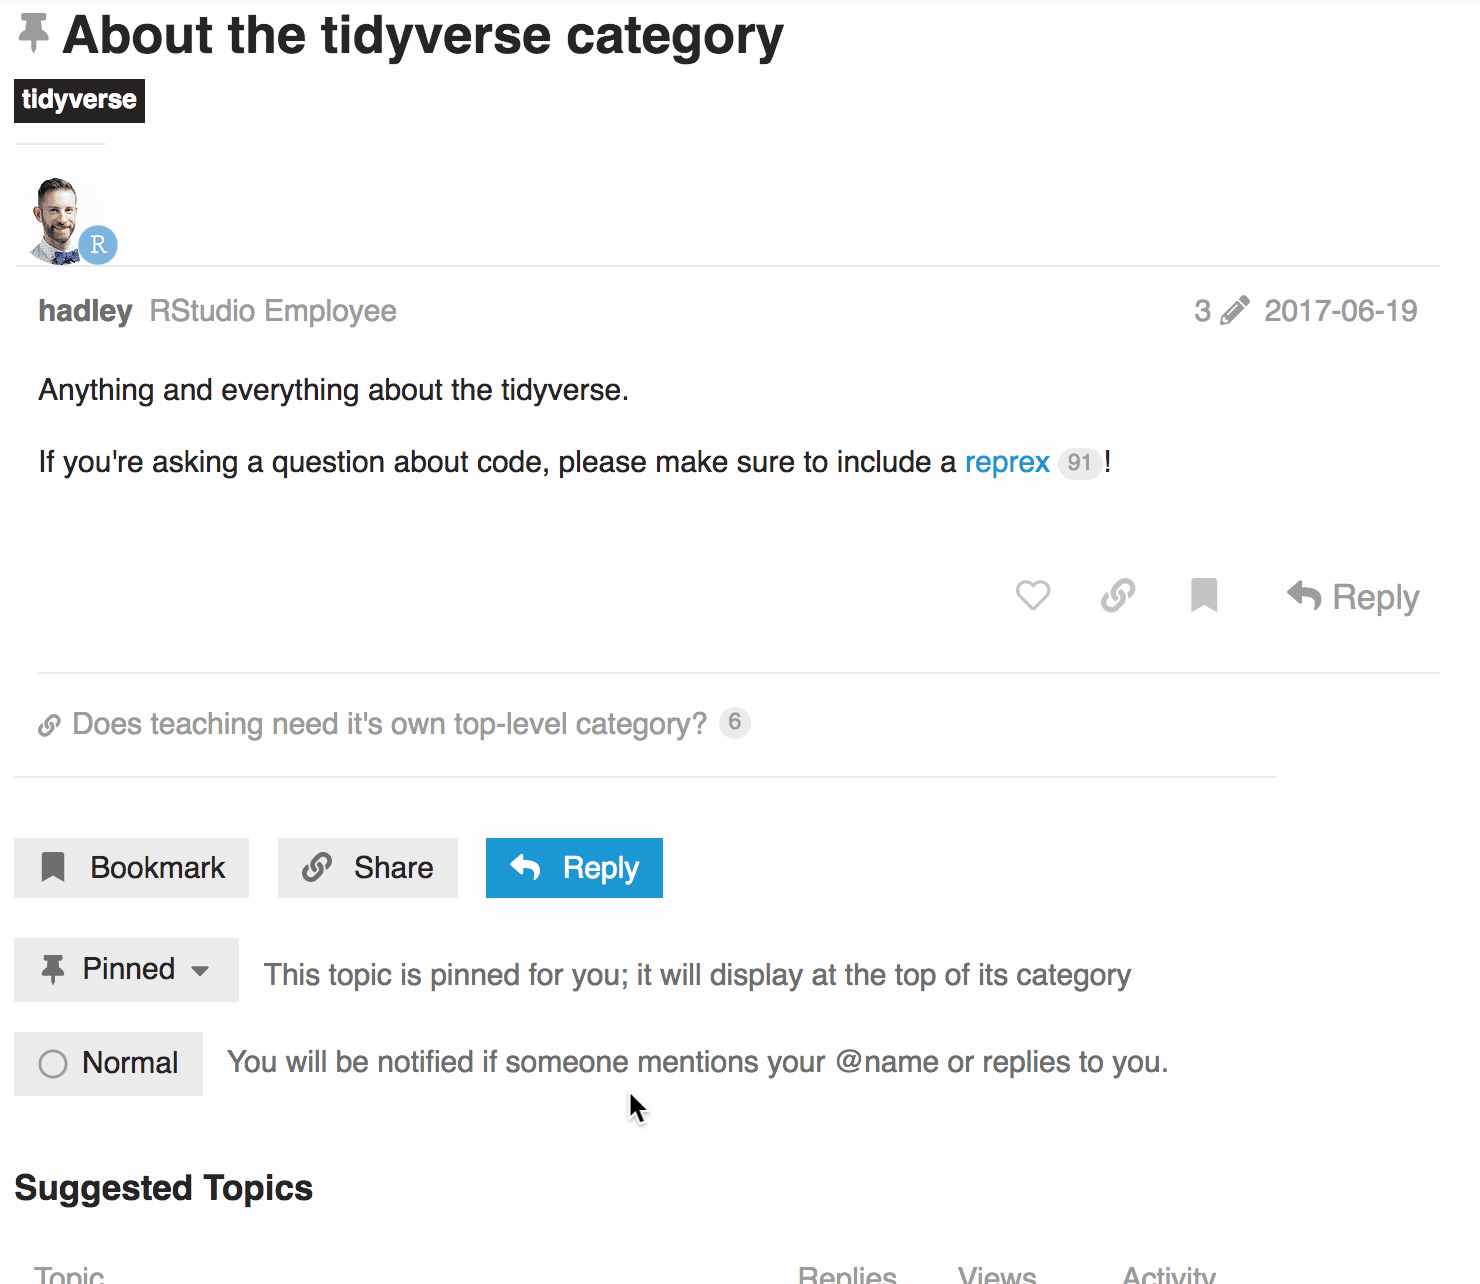 About the tidyverse category
tidyverse
R
hadley RStudio Employee 3 2017-06-19
Anything and everything about the tidyverse.
If you're asking a question about code, please make sure to include a reprex 91!
Reply
Does teaching need it's own top-level category? 6
Bookmark Share Reply
Pinned This topic is pinned for you; it will display at the top of its category
Normal You will be notified if someone mentions your @name or replies to you.
Suggested Topics
Topic Replies Views Activity